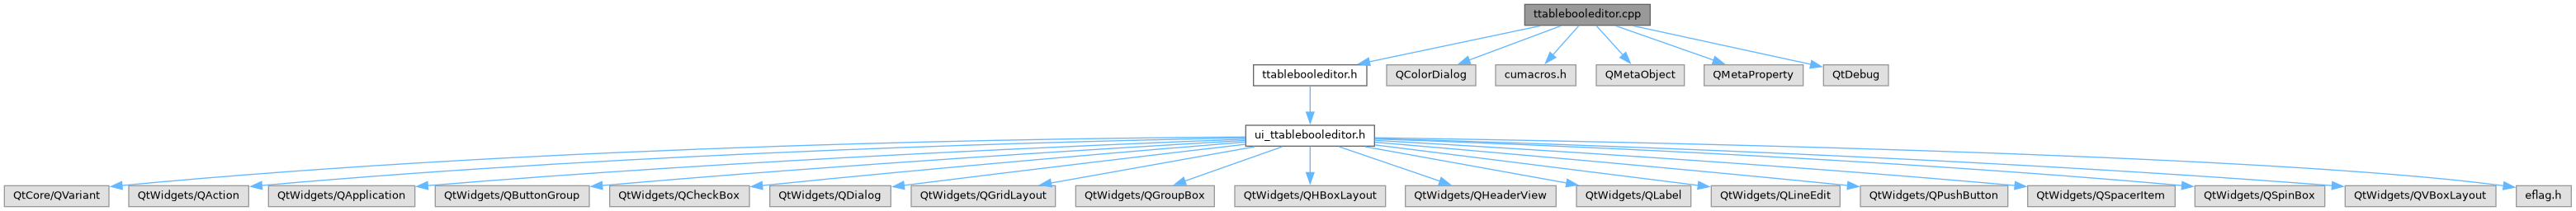 ttablebooleditor.cpp
ttablebooleditor.h
QColorDialog
cumacros.h
QMetaObject
QMetaProperty
QtDebug
ui_ttablebooleditor.h
QtCore/QVariant
QtWidgets/QAction
QtWidgets/QApplication
QtWidgets/QButtonGroup
QtWidgets/QCheckBox
QtWidgets/QDialog
QtWidgets/QGridLayout
QtWidgets/QGroupBox
QtWidgets/QHBoxLayout
QtWidgets/QHeaderView
QtWidgets/QLabel
QtWidgets/QLineEdit
QtWidgets/QPushButton
QtWidgets/QSpacerItem
QtWidgets/QSpinBox
QtWidgets/QVBoxLayout
eflag.h